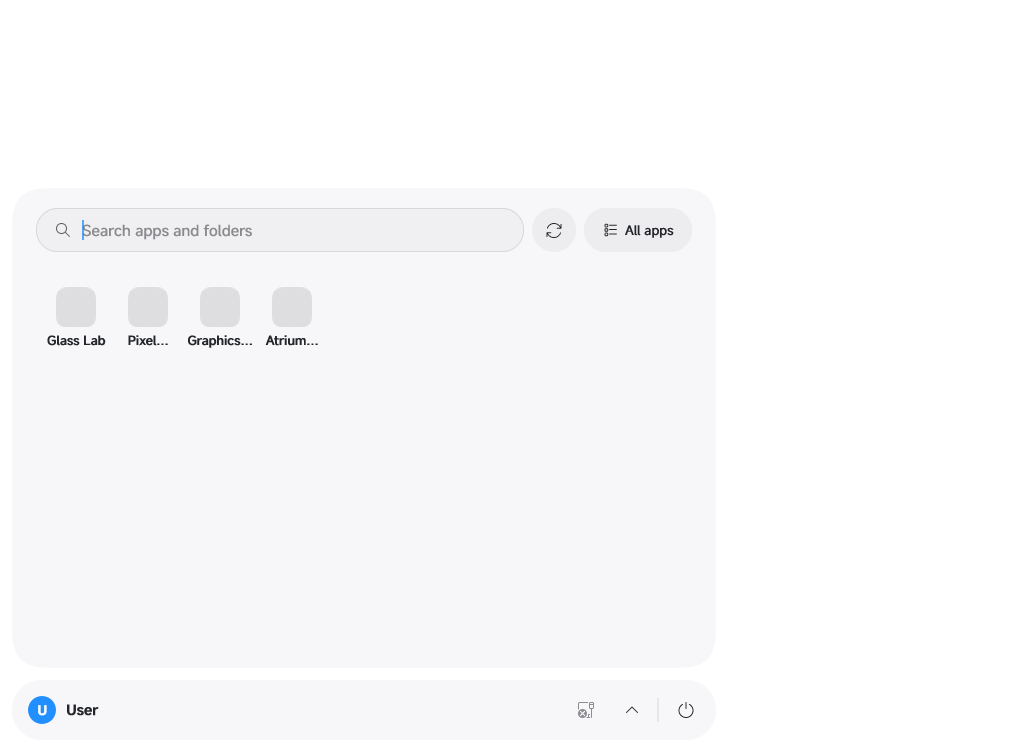 Search apps and folders
All apps
Glass Lab
Pixel...
Graphics...
Atrium...
U
User